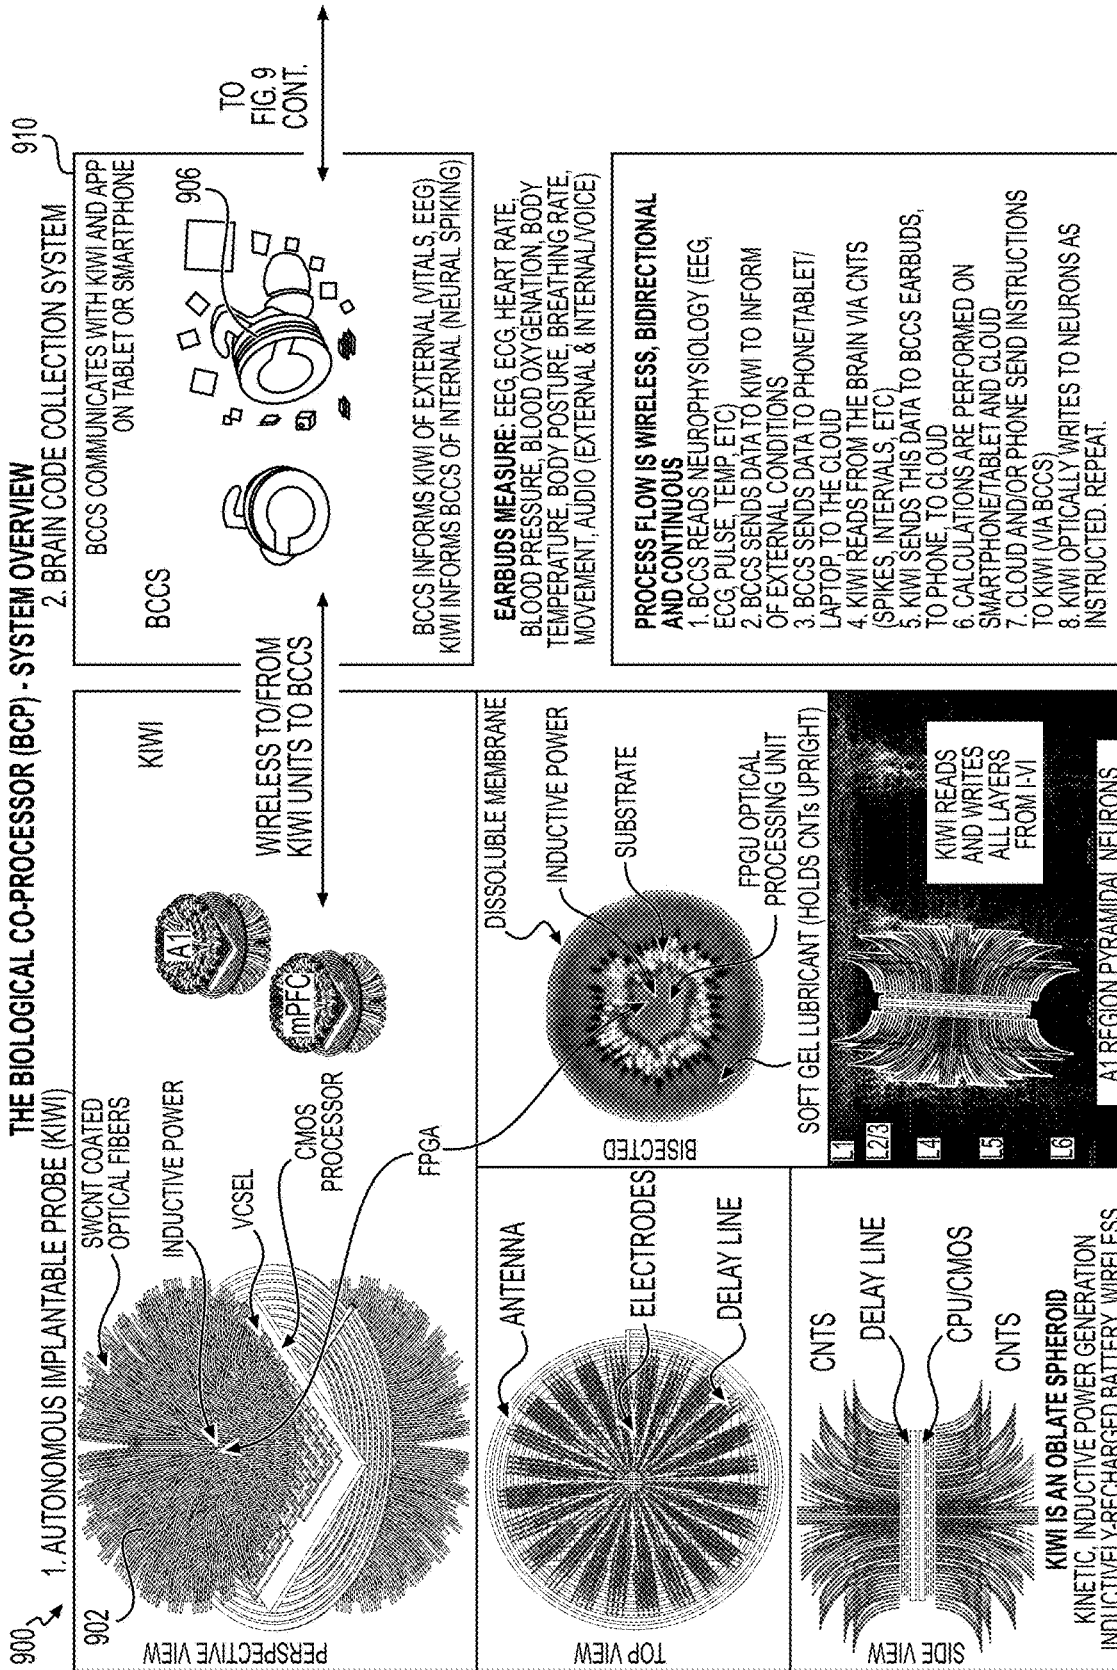 THE BIOLOGICAL CO-PROCESSOR (BCP) - SYSTEM OVERVIEW
900
1. AUTONOMOUS IMPLANTABLE PROBE (KIWI)
902
SWCNT COATED
OPTICAL FIBERS
INDUCTIVE POWER
VCSEL
CMOS
PROCESSOR
FPGA
PERSPECTIVE VIEW
KIWI
A1
mPFC
WIRELESS TO/FROM
KIWI UNITS TO BCCS
TOP VIEW
ANTENNA
ELECTRODES
DELAY LINE
BISECTED
DISSOLUBLE MEMBRANE
INDUCTIVE POWER
SUBSTRATE
FPGU OPTICAL
PROCESSING UNIT
SOFT GEL LUBRICANT (HOLDS CNTs UPRIGHT)
SIDE VIEW
CNTS
DELAY LINE
CPU/CMOS
CNTS
KIWI IS AN OBLATE SPHEROID
KINETIC, INDUCTIVE POWER GENERATION
INDUCTIVELY-RECHARGED BATTERY WIRELESS
L1
L2/3
L4
L5
L6
KIWI READS
AND WRITES
ALL LAYERS
FROM I-VI
A1 REGION PYRAMIDAL NEURONS
2. BRAIN CODE COLLECTION SYSTEM
910
BCCS COMMUNICATES WITH KIWI AND APP
ON TABLET OR SMARTPHONE
BCCS
906
BCCS INFORMS KIWI OF EXTERNAL (VITALS, EEG)
KIWI INFORMS BCCS OF INTERNAL (NEURAL SPIKING)
TO
FIG. 9
CONT.
EARBUDS MEASURE: EEG, ECG, HEART RATE,
BLOOD PRESSURE, BLOOD OXYGENATION, BODY
TEMPERATURE, BODY POSTURE, BREATHING RATE,
MOVEMENT, AUDIO (EXTERNAL & INTERNAL/VOICE)
PROCESS FLOW IS WIRELESS, BIDIRECTIONAL
AND CONTINUOUS
1. BCCS READS NEUROPHYSIOLOGY (EEG,
ECG, PULSE, TEMP, ETC)
2. BCCS SENDS DATA TO KIWI TO INFORM
OF EXTERNAL CONDITIONS
3. BCCS SENDS DATA TO PHONE/TABLET/
LAPTOP, TO THE CLOUD
4. KIWI READS FROM THE BRAIN VIA CNTS
(SPIKES, INTERVALS, ETC)
5. KIWI SENDS THIS DATA TO BCCS EARBUDS,
TO PHONE, TO CLOUD
6. CALCULATIONS ARE PERFORMED ON
SMARTPHONE/TABLET AND CLOUD
7. CLOUD AND/OR PHONE SEND INSTRUCTIONS
TO KIWI (VIA BCCS)
8. KIWI OPTICALLY WRITES TO NEURONS AS
INSTRUCTED. REPEAT.